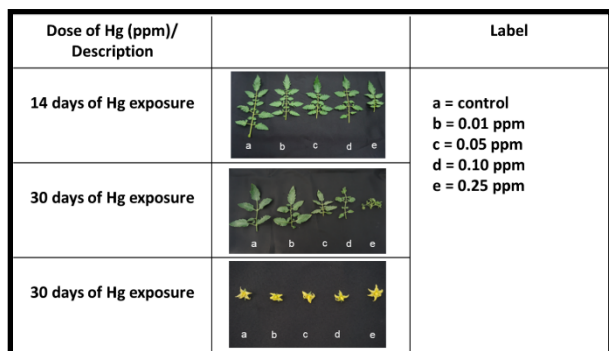 Dose of Hg (ppm)/
Description
Label
14 days of Hg exposure
a b c d e
a = control
b = 0.01 ppm
c = 0.05 ppm
d = 0.10 ppm
e = 0.25 ppm
30 days of Hg exposure
a b c d e
30 days of Hg exposure
a b c d e